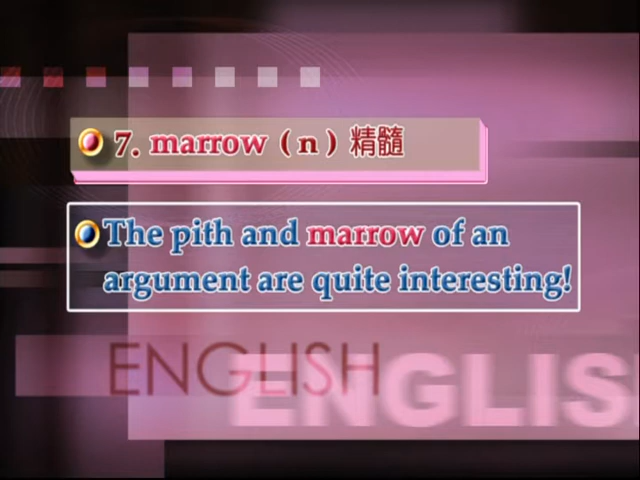 7. marrow (n) 精髓
The pith and marrow of an
argument are quite interesting!
ENGLISH
ENGLIS